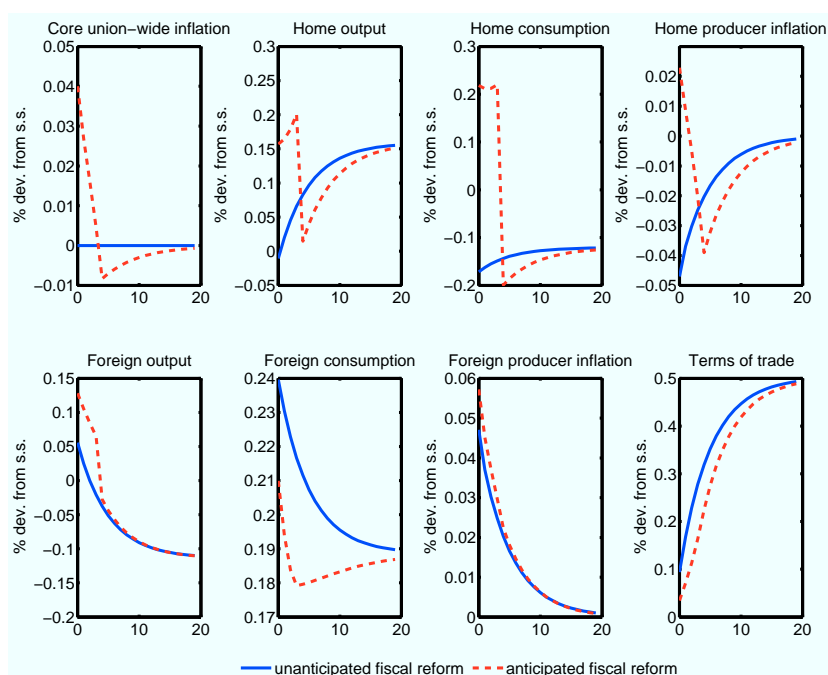 Core union−wide inflation
Home output
Home consumption
Home producer inflation
% dev. from s.s.
0.05
0.04
0.03
0.02
0.01
0
−0.01
0 10 20
% dev. from s.s.
0.3
0.25
0.2
0.15
0.1
0.05
0
−0.05
0 10 20
% dev. from s.s.
0.3
0.2
0.1
0
−0.1
−0.2
0 10 20
% dev. from s.s.
0.02
0.01
0
−0.01
−0.02
−0.03
−0.04
−0.05
0 10 20
Foreign output
Foreign consumption
Foreign producer inflation
Terms of trade
% dev. from s.s.
0.15
0.1
0.05
0
−0.05
−0.1
−0.15
−0.2
0 10 20
% dev. from s.s.
0.24
0.23
0.22
0.21
0.2
0.19
0.18
0.17
0 10 20
% dev. from s.s.
0.06
0.05
0.04
0.03
0.02
0.01
0
0 10 20
% dev. from s.s.
0.5
0.4
0.3
0.2
0.1
0
0 10 20
unanticipated fiscal reform
anticipated fiscal reform